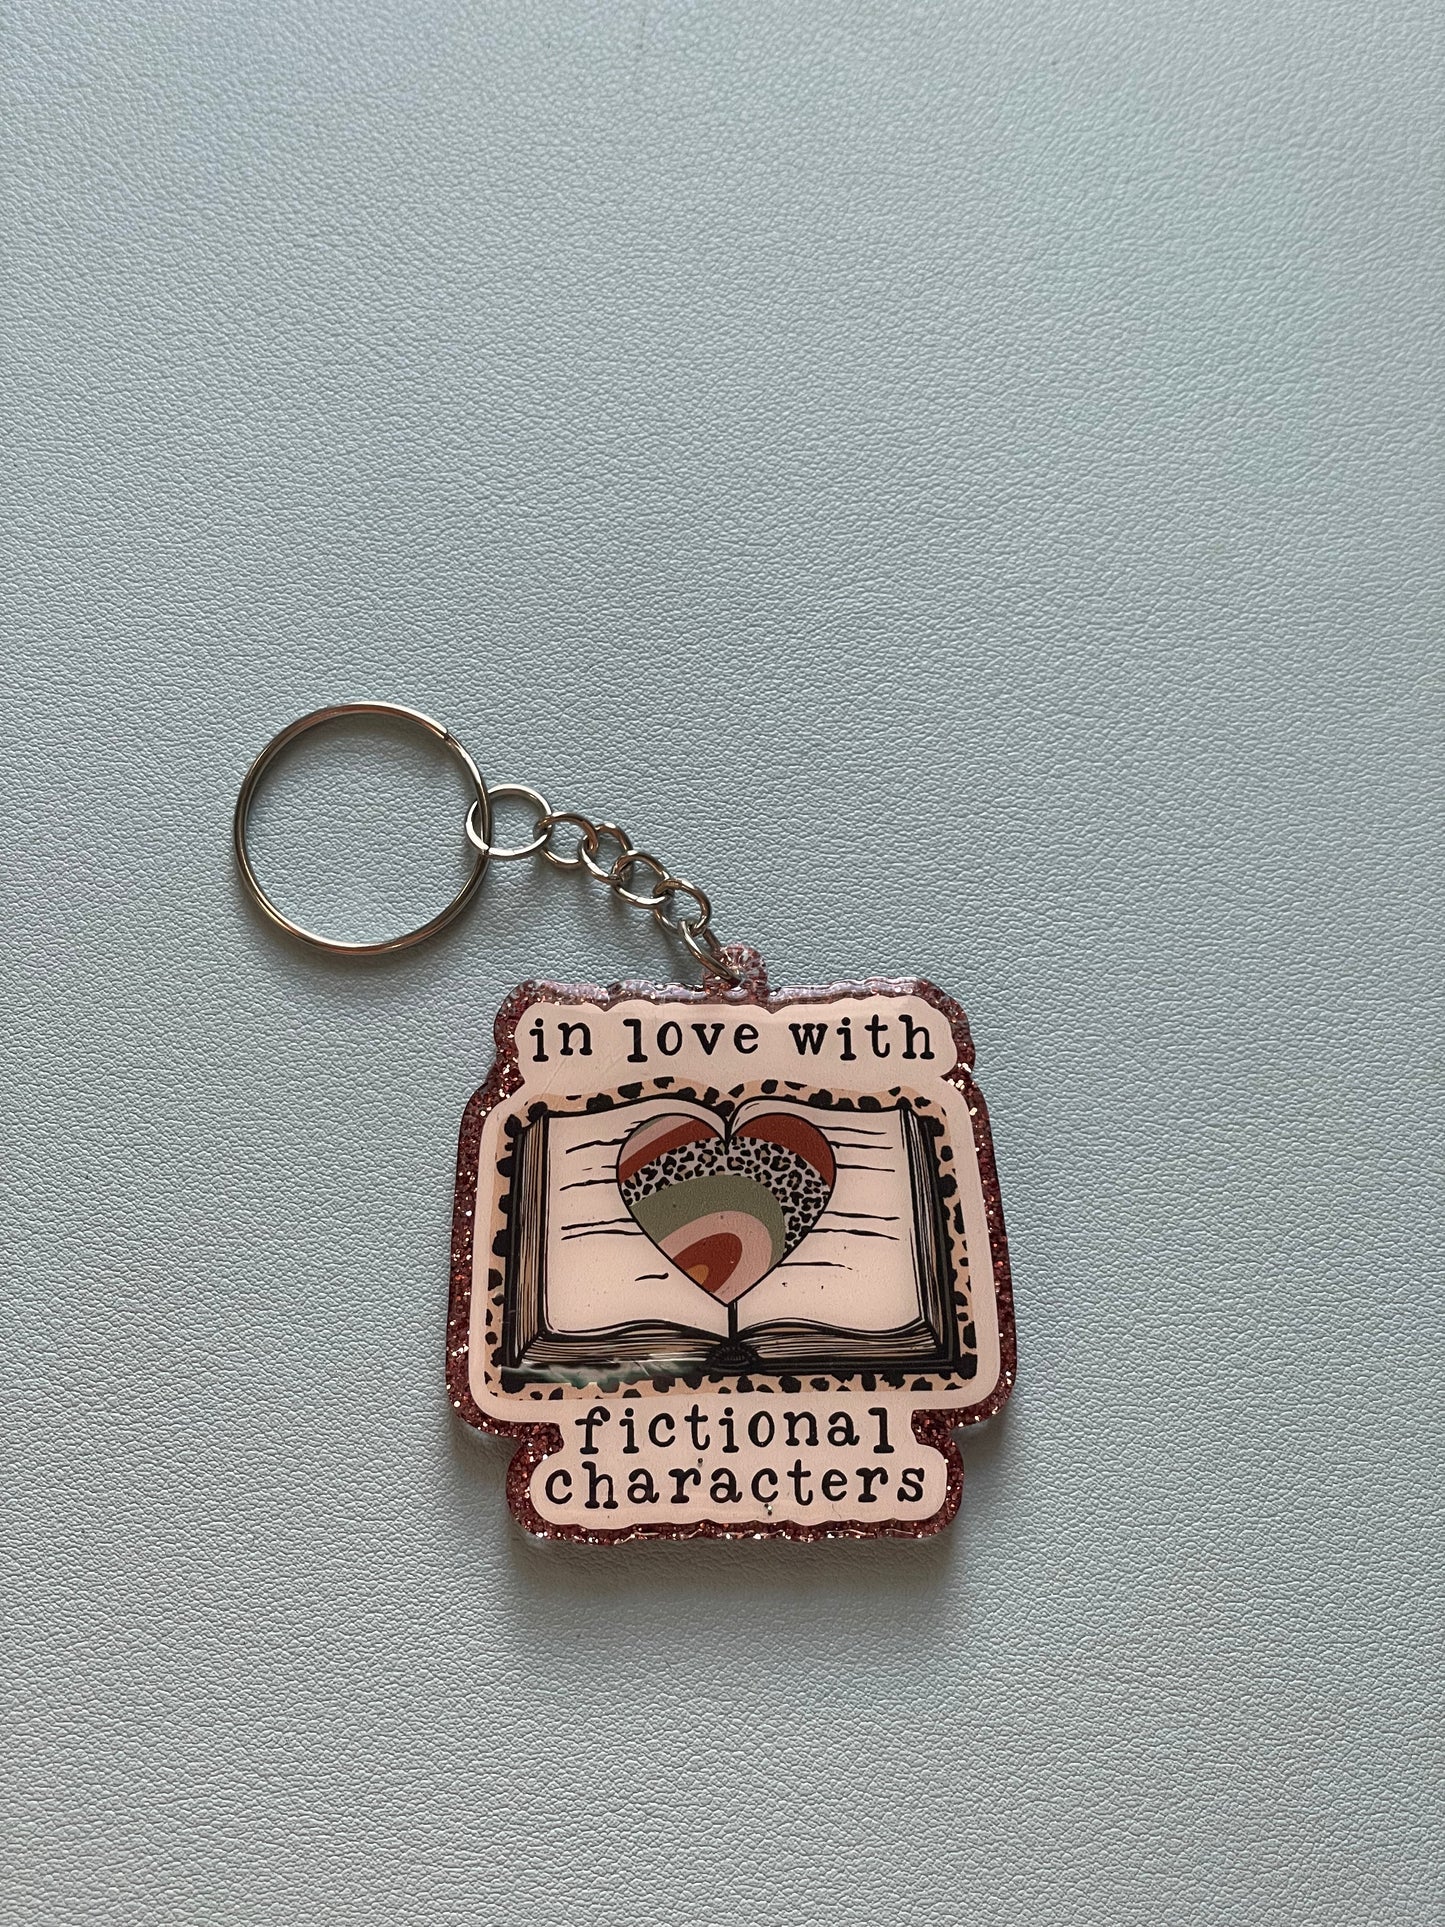 in love with
fictional
characters